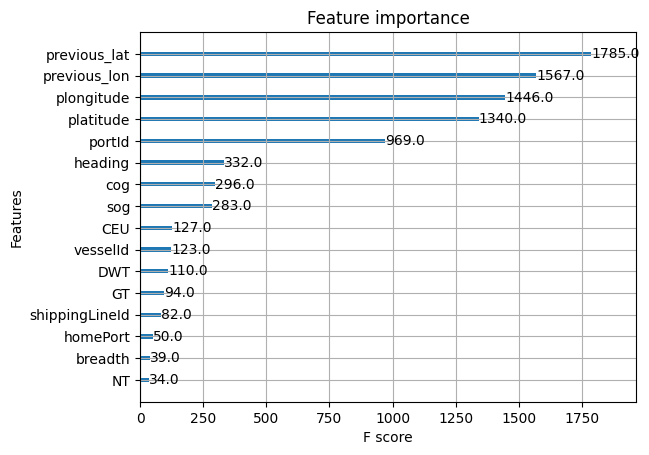 Feature importance
previous_lat 1785.0
previous_lon 1567.0
plongitude 1446.0
platitude 1340.0
portId 969.0
heading 332.0
cog 296.0
sog 283.0
CEU 127.0
vesselId 123.0
DWT 110.0
GT 94.0
shippingLineId 82.0
homePort 50.0
breadth 39.0
NT 34.0
Features
0 250 500 750 1000 1250 1500 1750
F score